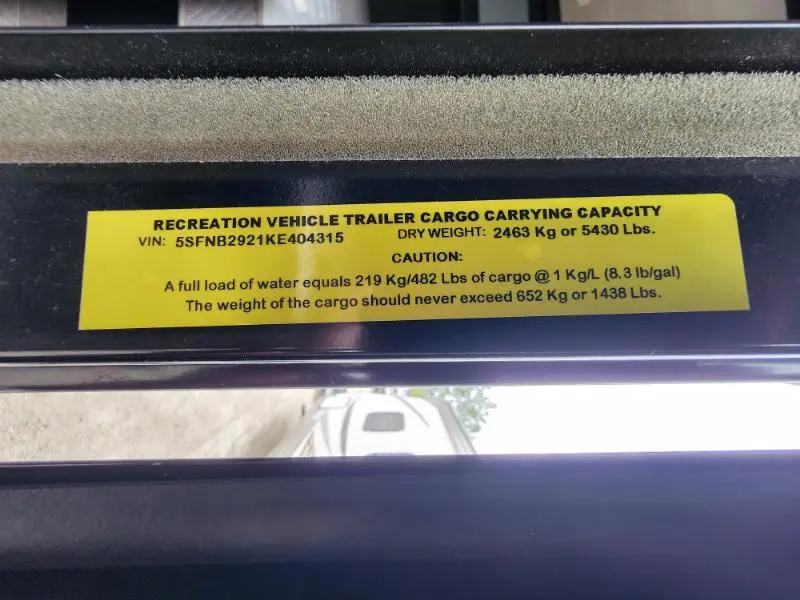 RECREATION VEHICLE TRAILER CARGO CARRYING CAPACITY
VIN: 5SFNB2921KE404315 DRY WEIGHT: 2463 Kg or 5430 Lbs.
CAUTION:
A full load of water equals 219 Kg/482 Lbs of cargo @ 1 Kg/L (8.3 lb/gal)
The weight of the cargo should never exceed 652 Kg or 1438 Lbs.